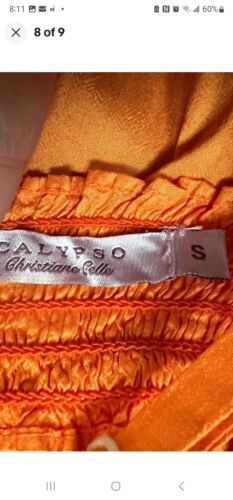 8:11
60%
8 of 9
CALYPSO
Christiane Celle
S